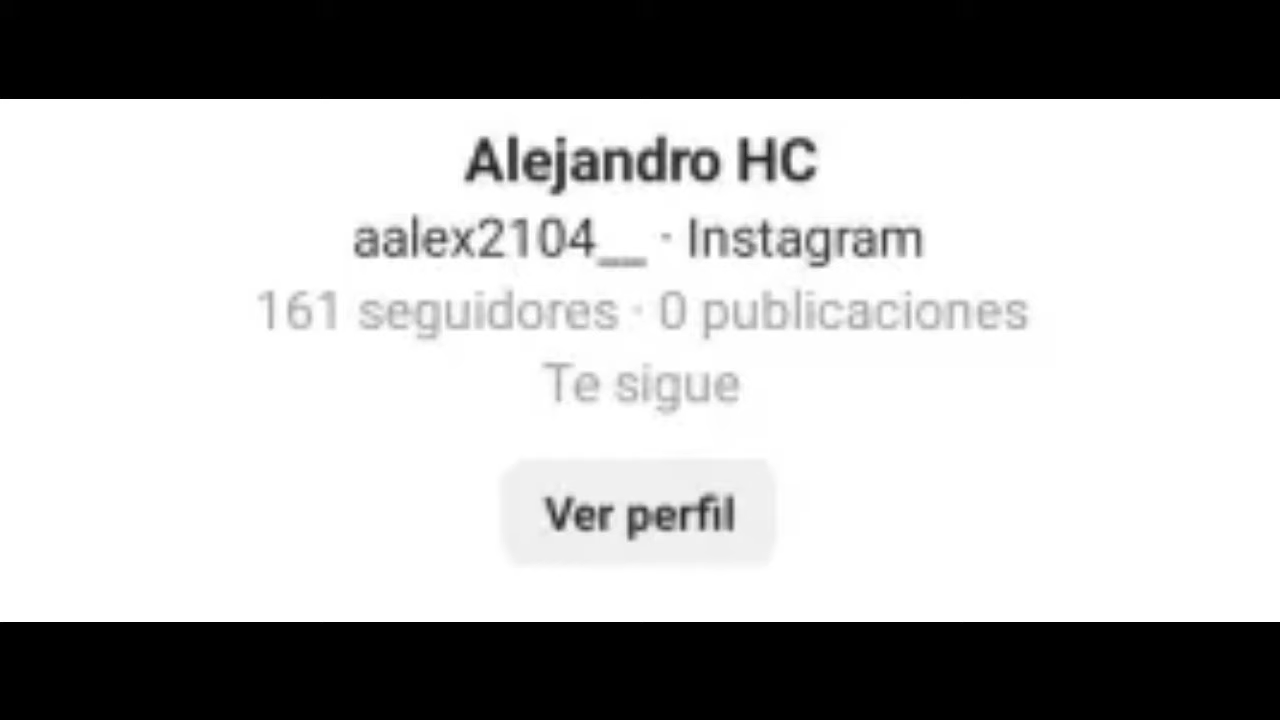 Alejandro HC
aalex2104__ · Instagram
161 seguidores · 0 publicaciones
Te sigue
Ver perfil